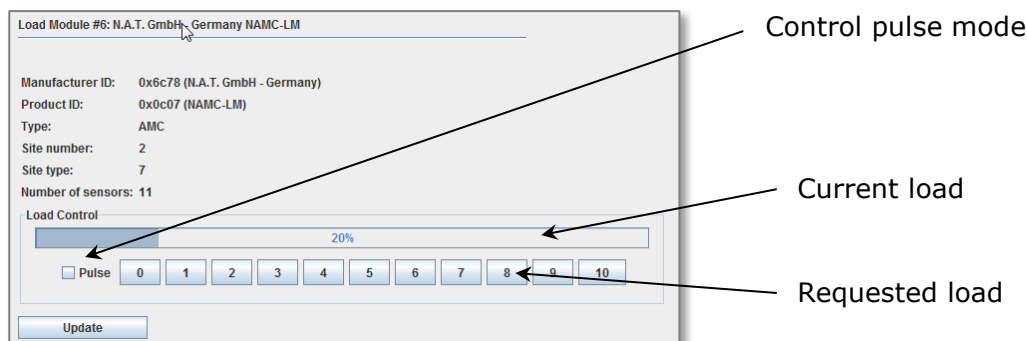 Load Module #6: N.A.T. GmbH - Germany NAMC-LM
Control pulse mode
Manufacturer ID: 0x6c78 (N.A.T. GmbH - Germany)
Product ID: 0x0c07 (NAMC-LM)
Type: AMC
Site number: 2
Site type: 7
Number of sensors: 11
Current load
Load Control
20%
Pulse 0 1 2 3 4 5 6 7 8 9 10
Requested load
Update